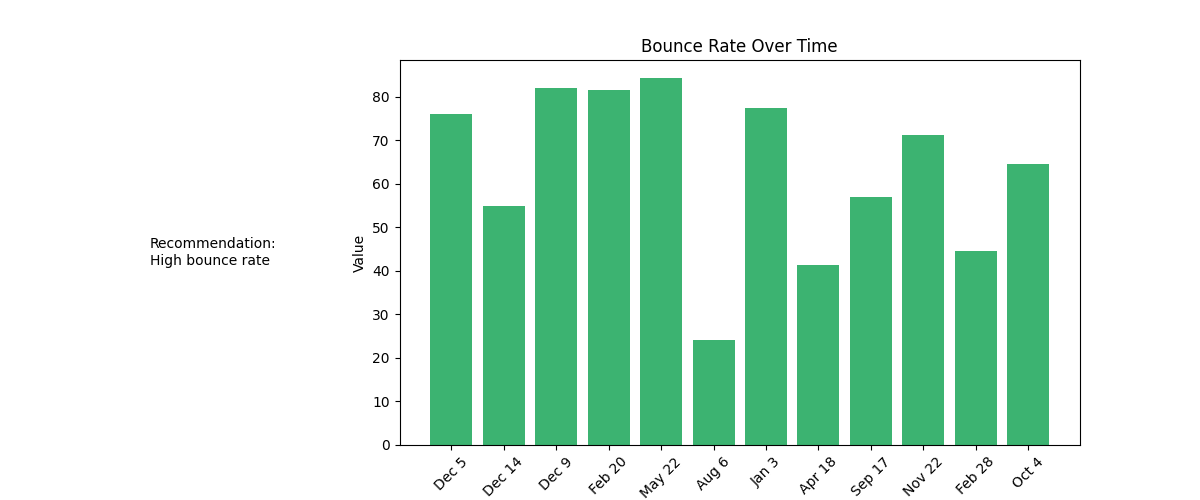 Bounce Rate Over Time
Recommendation:
High bounce rate
Value
80
70
60
50
40
30
20
10
0
Dec 5
Dec 14
Dec 9
Feb 20
May 22
Aug 6
Jan 3
Apr 18
Sep 17
Nov 22
Feb 28
Oct 4